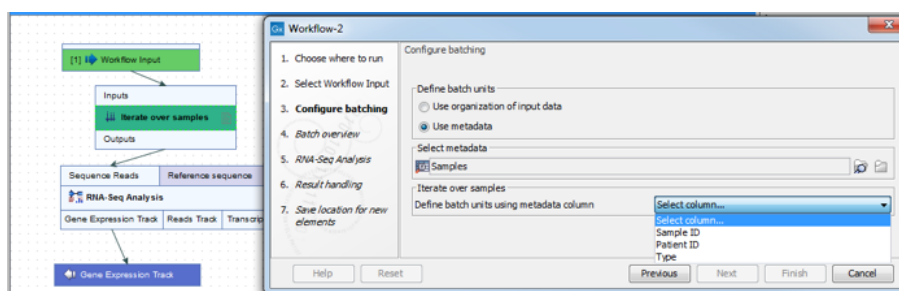 [1] Workflow Input
Inputs
Iterate over samples
Outputs
Sequence Reads
Reference sequence
RNA-Seq Analysis
Gene Expression Track
Reads Track
Transcrip
Gene Expression Track
Workflow-2
1. Choose where to run
2. Select Workflow Input
3. Configure batching
4. Batch overview
5. RNA-Seq Analysis
6. Result handling
7. Save location for new
elements
Configure batching
Define batch units
Use organization of input data
Use metadata
Select metadata
Samples
Iterate over samples
Define batch units using metadata column
Select column...
Select column...
Sample ID
Patient ID
Type
Help
Reset
Previous
Next
Finish
Cancel